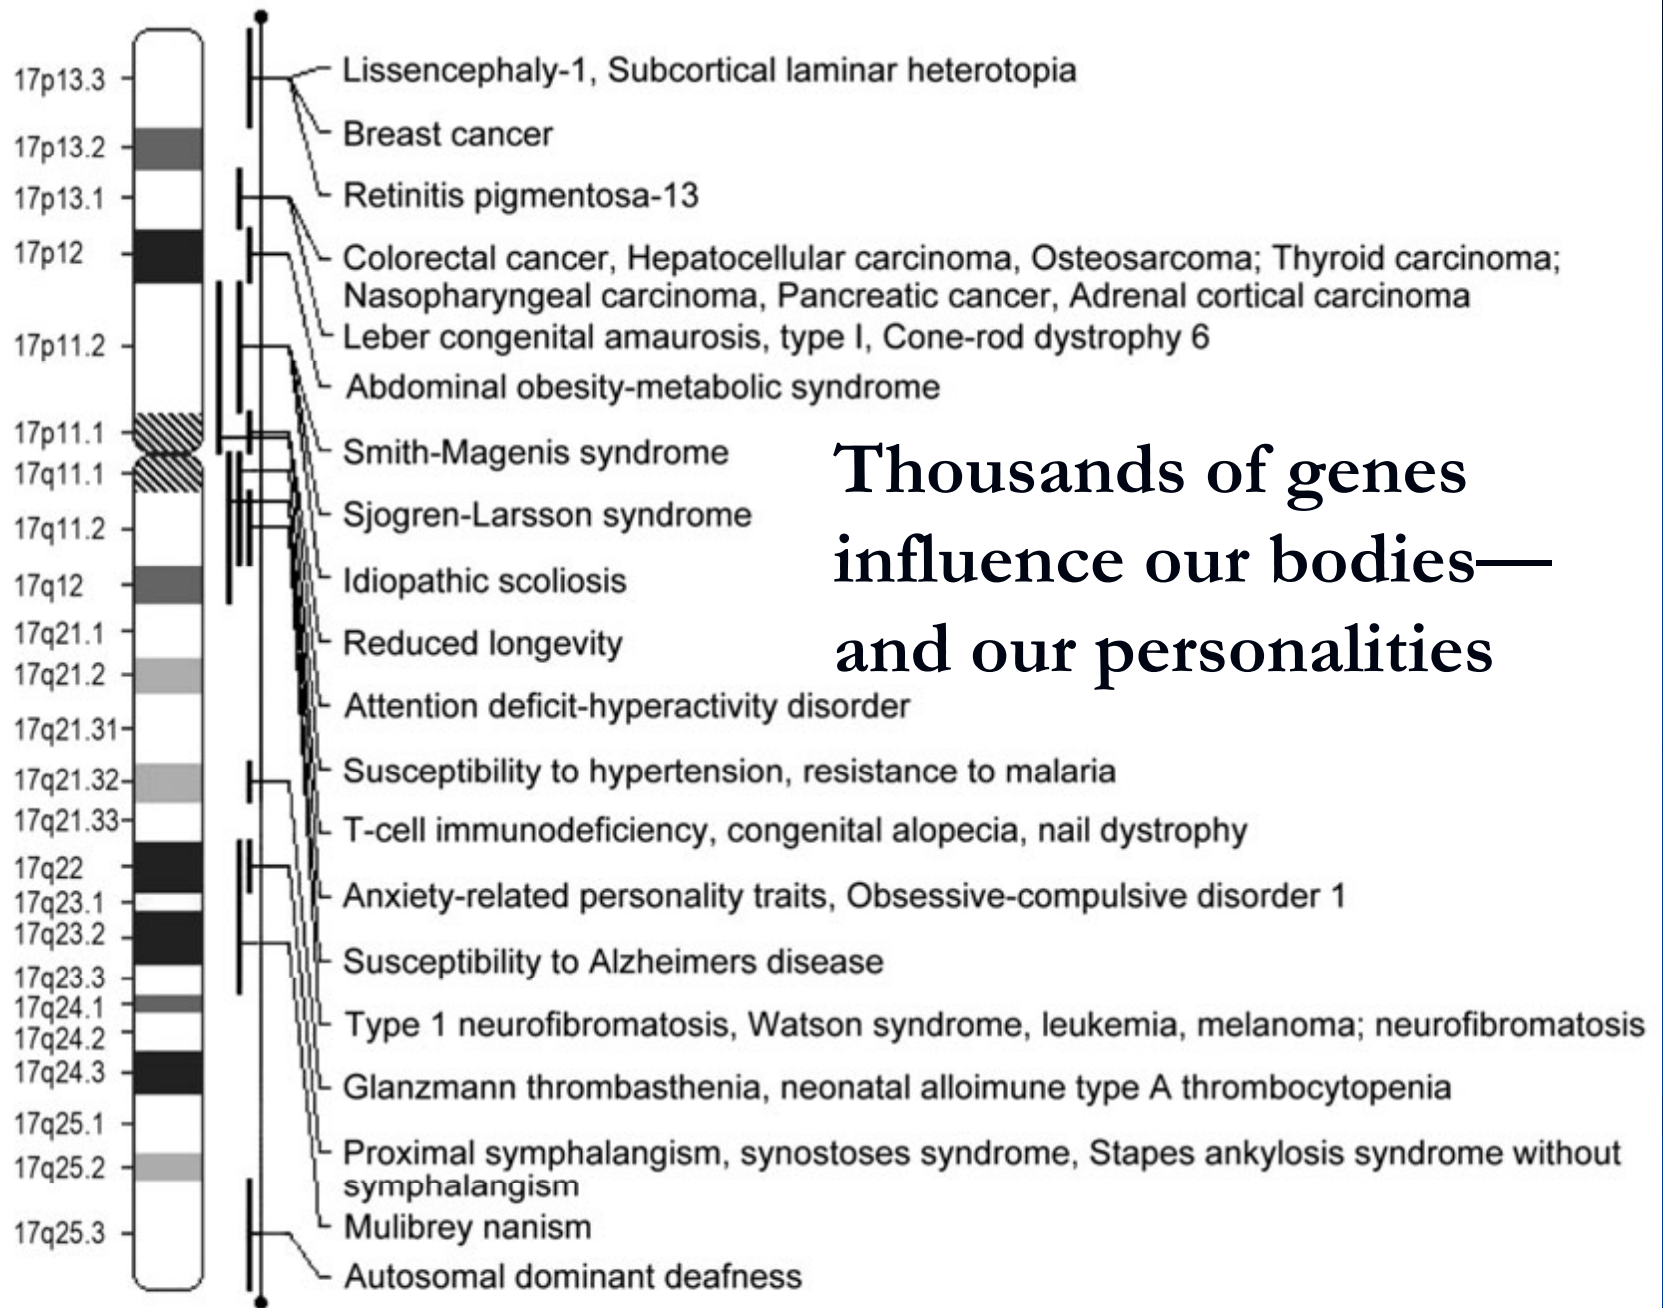 17p13.3
17p13.2
17p13.1
17p12
17p11.2
17p11.1
17q11.1
17q11.2
17q12
17q21.1
17q21.2
17q21.31
17q21.32
17q21.33
17q22
17q23.1
17q23.2
17q23.3
17q24.1
17q24.2
17q24.3
17q25.1
17q25.2
17q25.3
Lissencephaly-1, Subcortical laminar heterotopia
Breast cancer
Retinitis pigmentosa-13
Colorectal cancer, Hepatocellular carcinoma, Osteosarcoma; Thyroid carcinoma;
Nasopharyngeal carcinoma, Pancreatic cancer, Adrenal cortical carcinoma
Leber congenital amaurosis, type I, Cone-rod dystrophy 6
Abdominal obesity-metabolic syndrome
Smith-Magenis syndrome
Sjogren-Larsson syndrome
Idiopathic scoliosis
Reduced longevity
Attention deficit-hyperactivity disorder
Susceptibility to hypertension, resistance to malaria
T-cell immunodeficiency, congenital alopecia, nail dystrophy
Anxiety-related personality traits, Obsessive-compulsive disorder 1
Susceptibility to Alzheimers disease
Type 1 neurofibromatosis, Watson syndrome, leukemia, melanoma; neurofibromatosis
Glanzmann thrombasthenia, neonatal alloimune type A thrombocytopenia
Proximal symphalangism, synostoses syndrome, Stapes ankylosis syndrome without
symphalangism
Mulibrey nanism
Autosomal dominant deafness
Thousands of genes
influence our bodies—
and our personalities